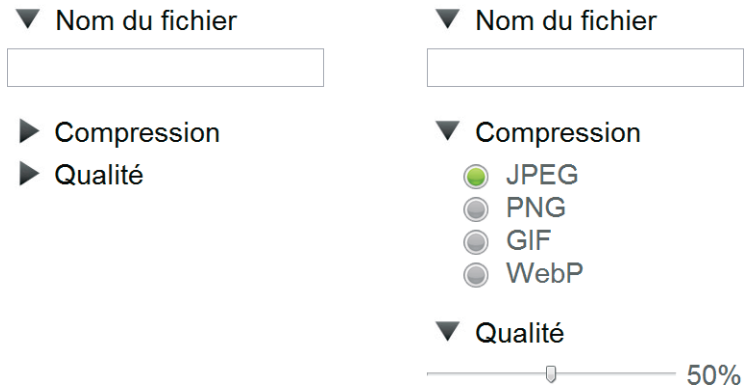 Nom du fichier
Compression
Qualité
Nom du fichier
Compression
JPEG
PNG
GIF
WebP
Qualité
50%